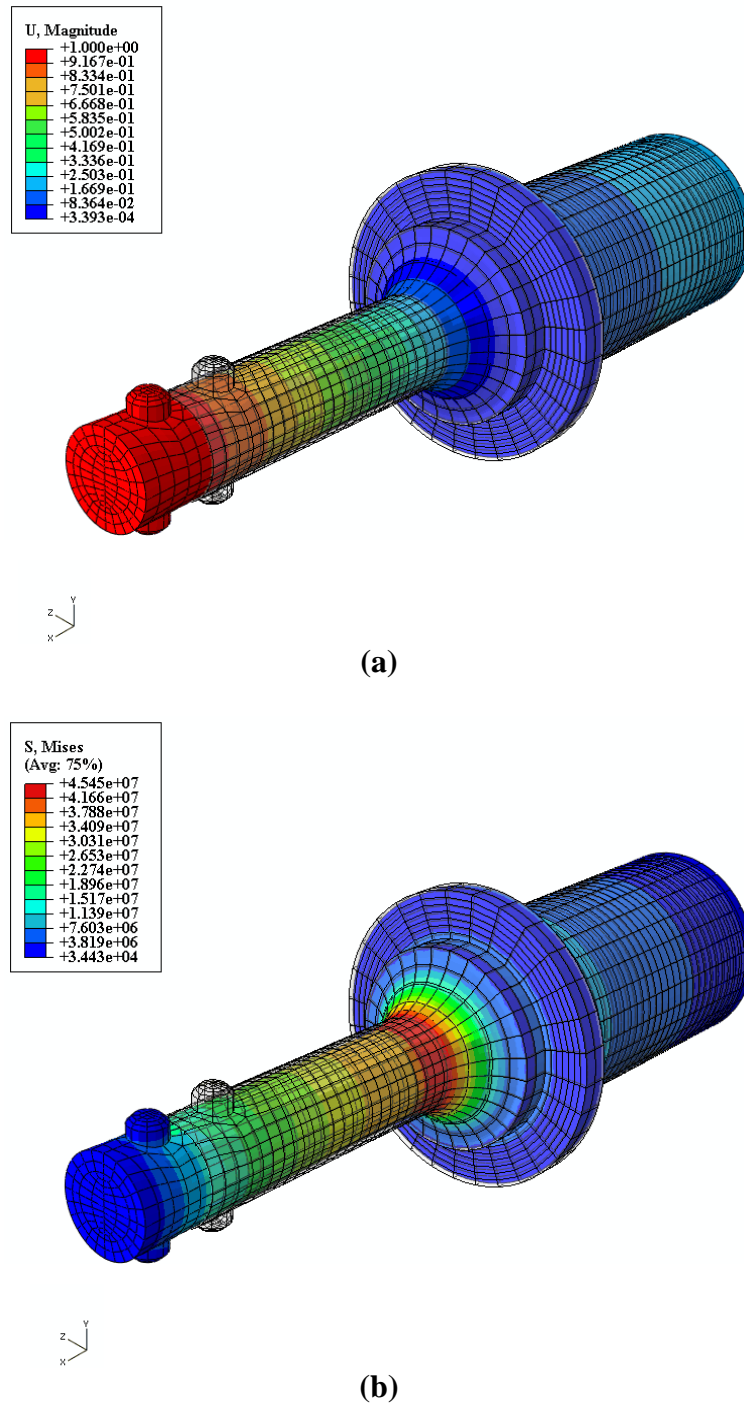 U, Magnitude
+1.000e+00
+9.167e-01
+8.334e-01
+7.501e-01
+6.668e-01
+5.835e-01
+5.002e-01
+4.169e-01
+3.336e-01
+2.503e-01
+1.669e-01
+8.364e-02
+3.393e-04
Y
Z
X
(a)
S, Mises
(Avg: 75%)
+4.545e+07
+4.166e+07
+3.788e+07
+3.409e+07
+3.031e+07
+2.653e+07
+2.274e+07
+1.896e+07
+1.517e+07
+1.139e+07
+7.603e+06
+3.819e+06
+3.443e+04
Y
Z
X
(b)